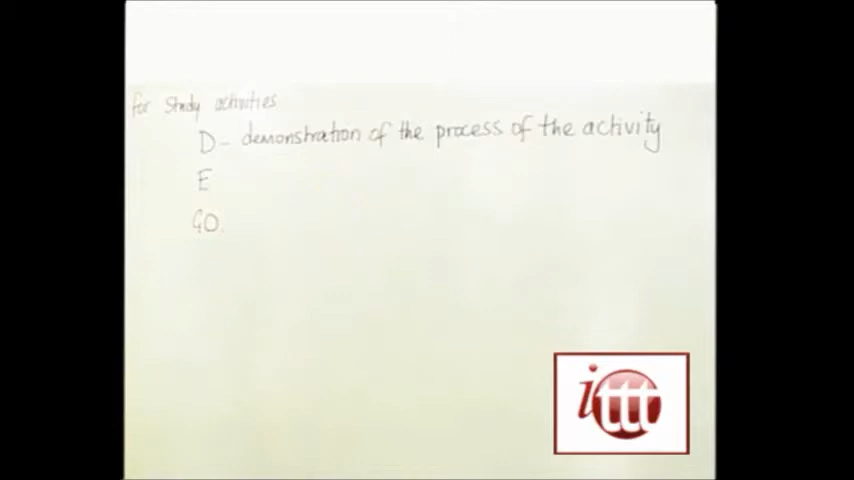 for study activities
D - demonstration of the process of the activity
E
GO.
ittt